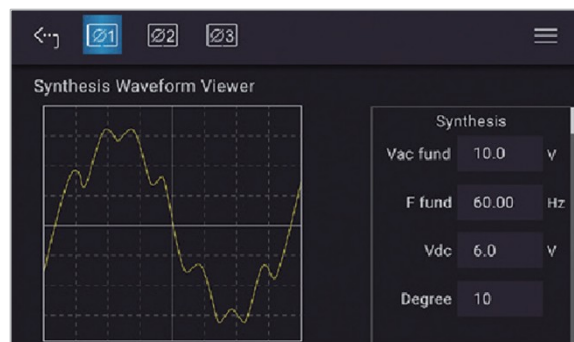 Ø1 Ø2 Ø3
Synthesis Waveform Viewer
Synthesis
Vac fund 10.0 V
F fund 60.00 Hz
Vdc 6.0 V
Degree 10